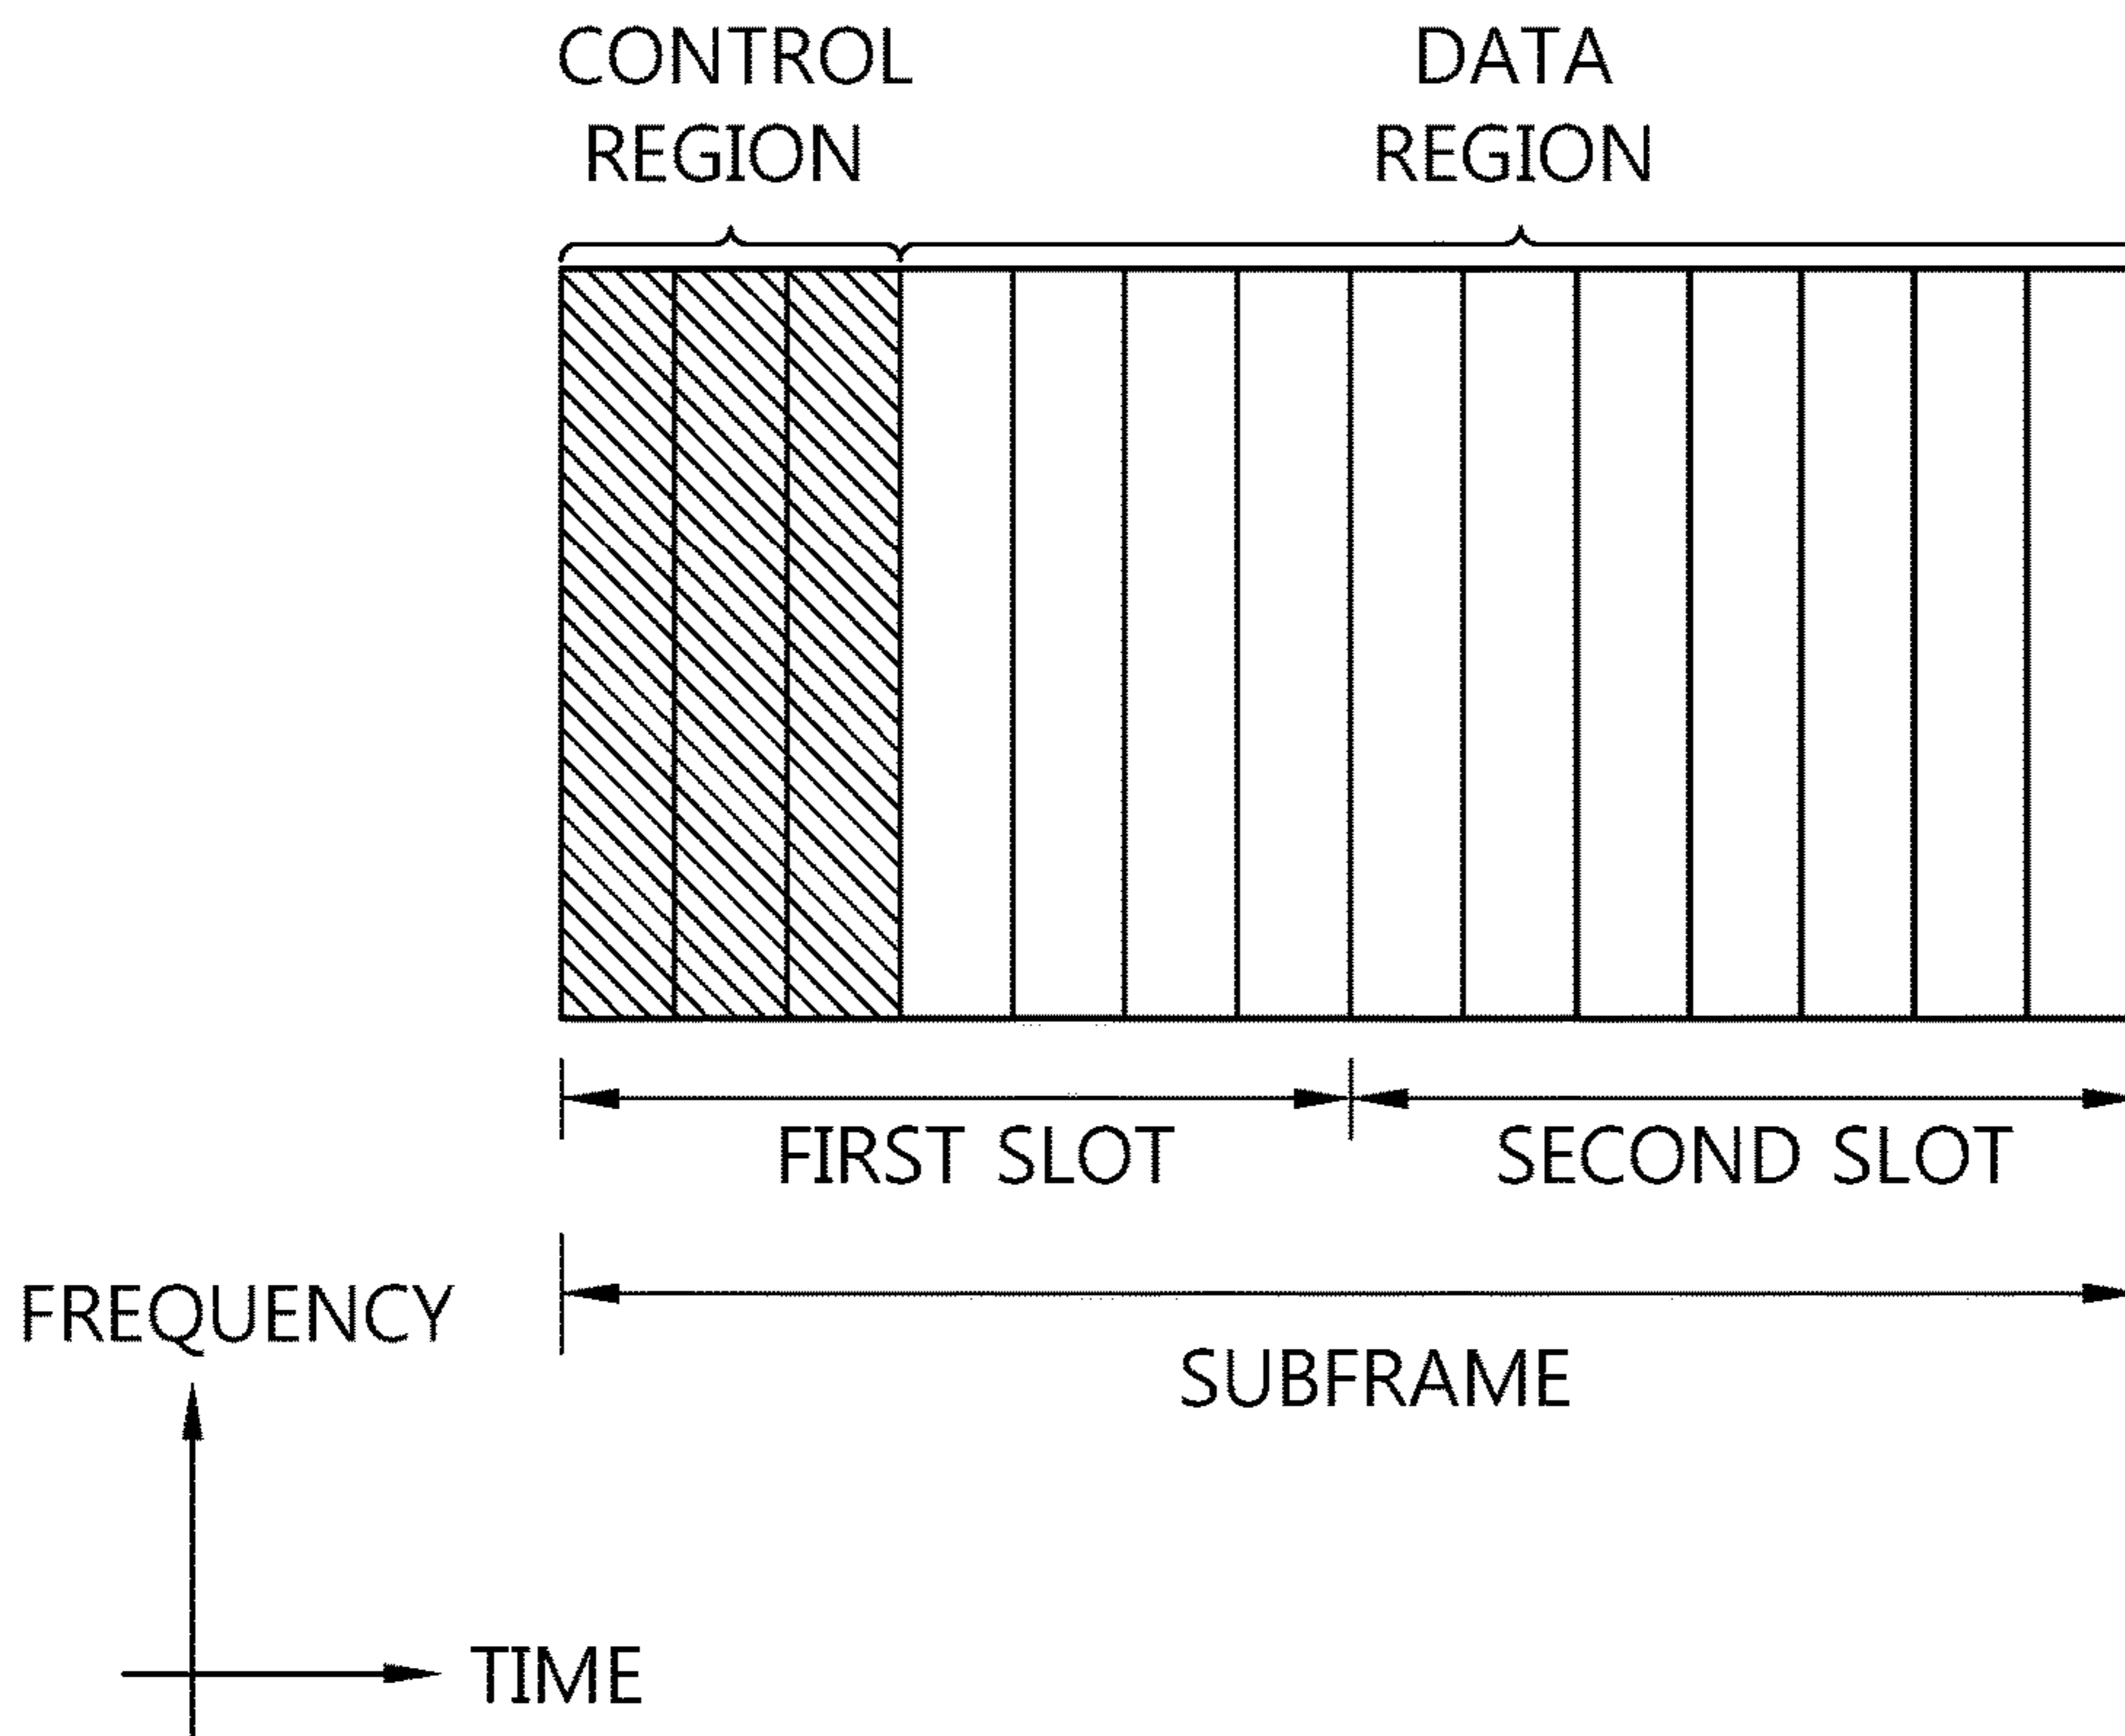 CONTROL
REGION
DATA
REGION
FIRST SLOT
SECOND SLOT
SUBFRAME
FREQUENCY
TIME